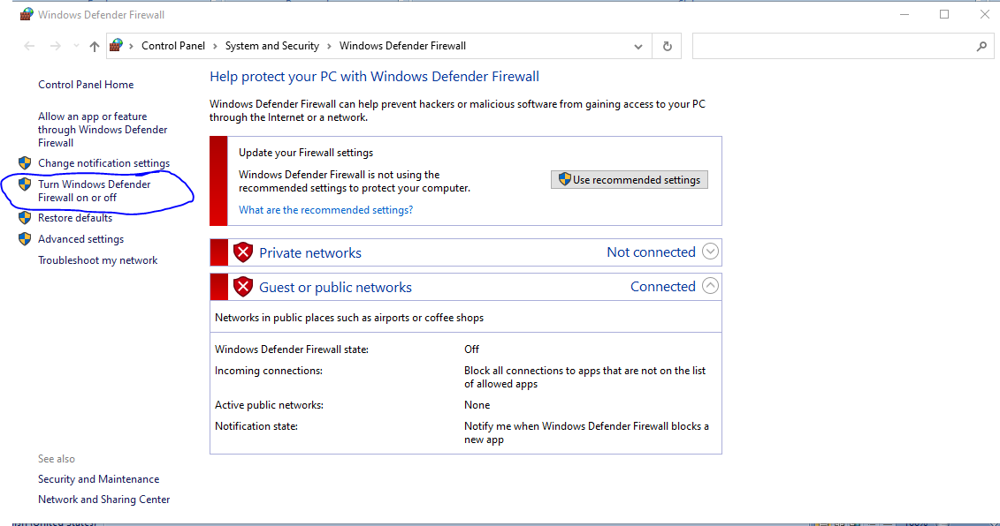 Windows Defender Firewall
Control Panel
System and Security
Windows Defender Firewall
Control Panel Home
Allow an app or feature
through Windows Defender
Firewall
Change notification settings
Turn Windows Defender
Firewall on or off
Restore defaults
Advanced settings
Troubleshoot my network
See also
Security and Maintenance
Network and Sharing Center
Help protect your PC with Windows Defender Firewall
Windows Defender Firewall can help prevent hackers or malicious software from gaining access to your PC
through the Internet or a network.
Update your Firewall settings
Windows Defender Firewall is not using the
recommended settings to protect your computer.
Use recommended settings
What are the recommended settings?
Private networks Not connected
Guest or public networks Connected
Networks in public places such as airports or coffee shops
Windows Defender Firewall state: Off
Incoming connections: Block all connections to apps that are not on the list
of allowed apps
Active public networks: None
Notification state: Notify me when Windows Defender Firewall blocks a
new app